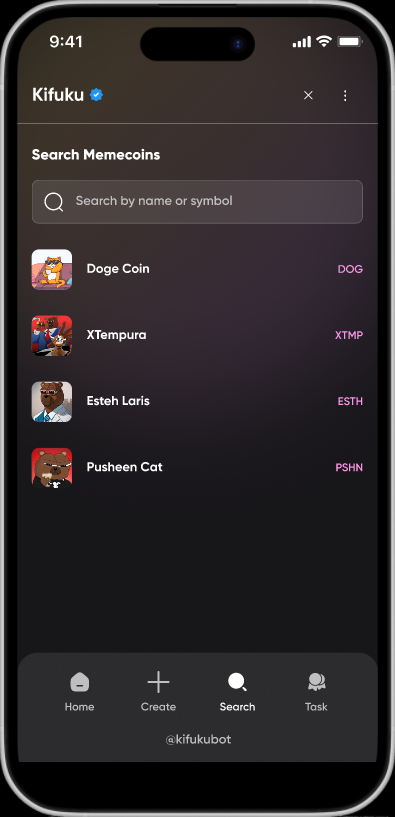 9:41
Kifuku
Search Memecoins
Search by name or symbol
Doge Coin DOG
XTempura XTMP
Esteh Laris ESTH
Pusheen Cat PSHN
Home Create Search Task
@kifukubot